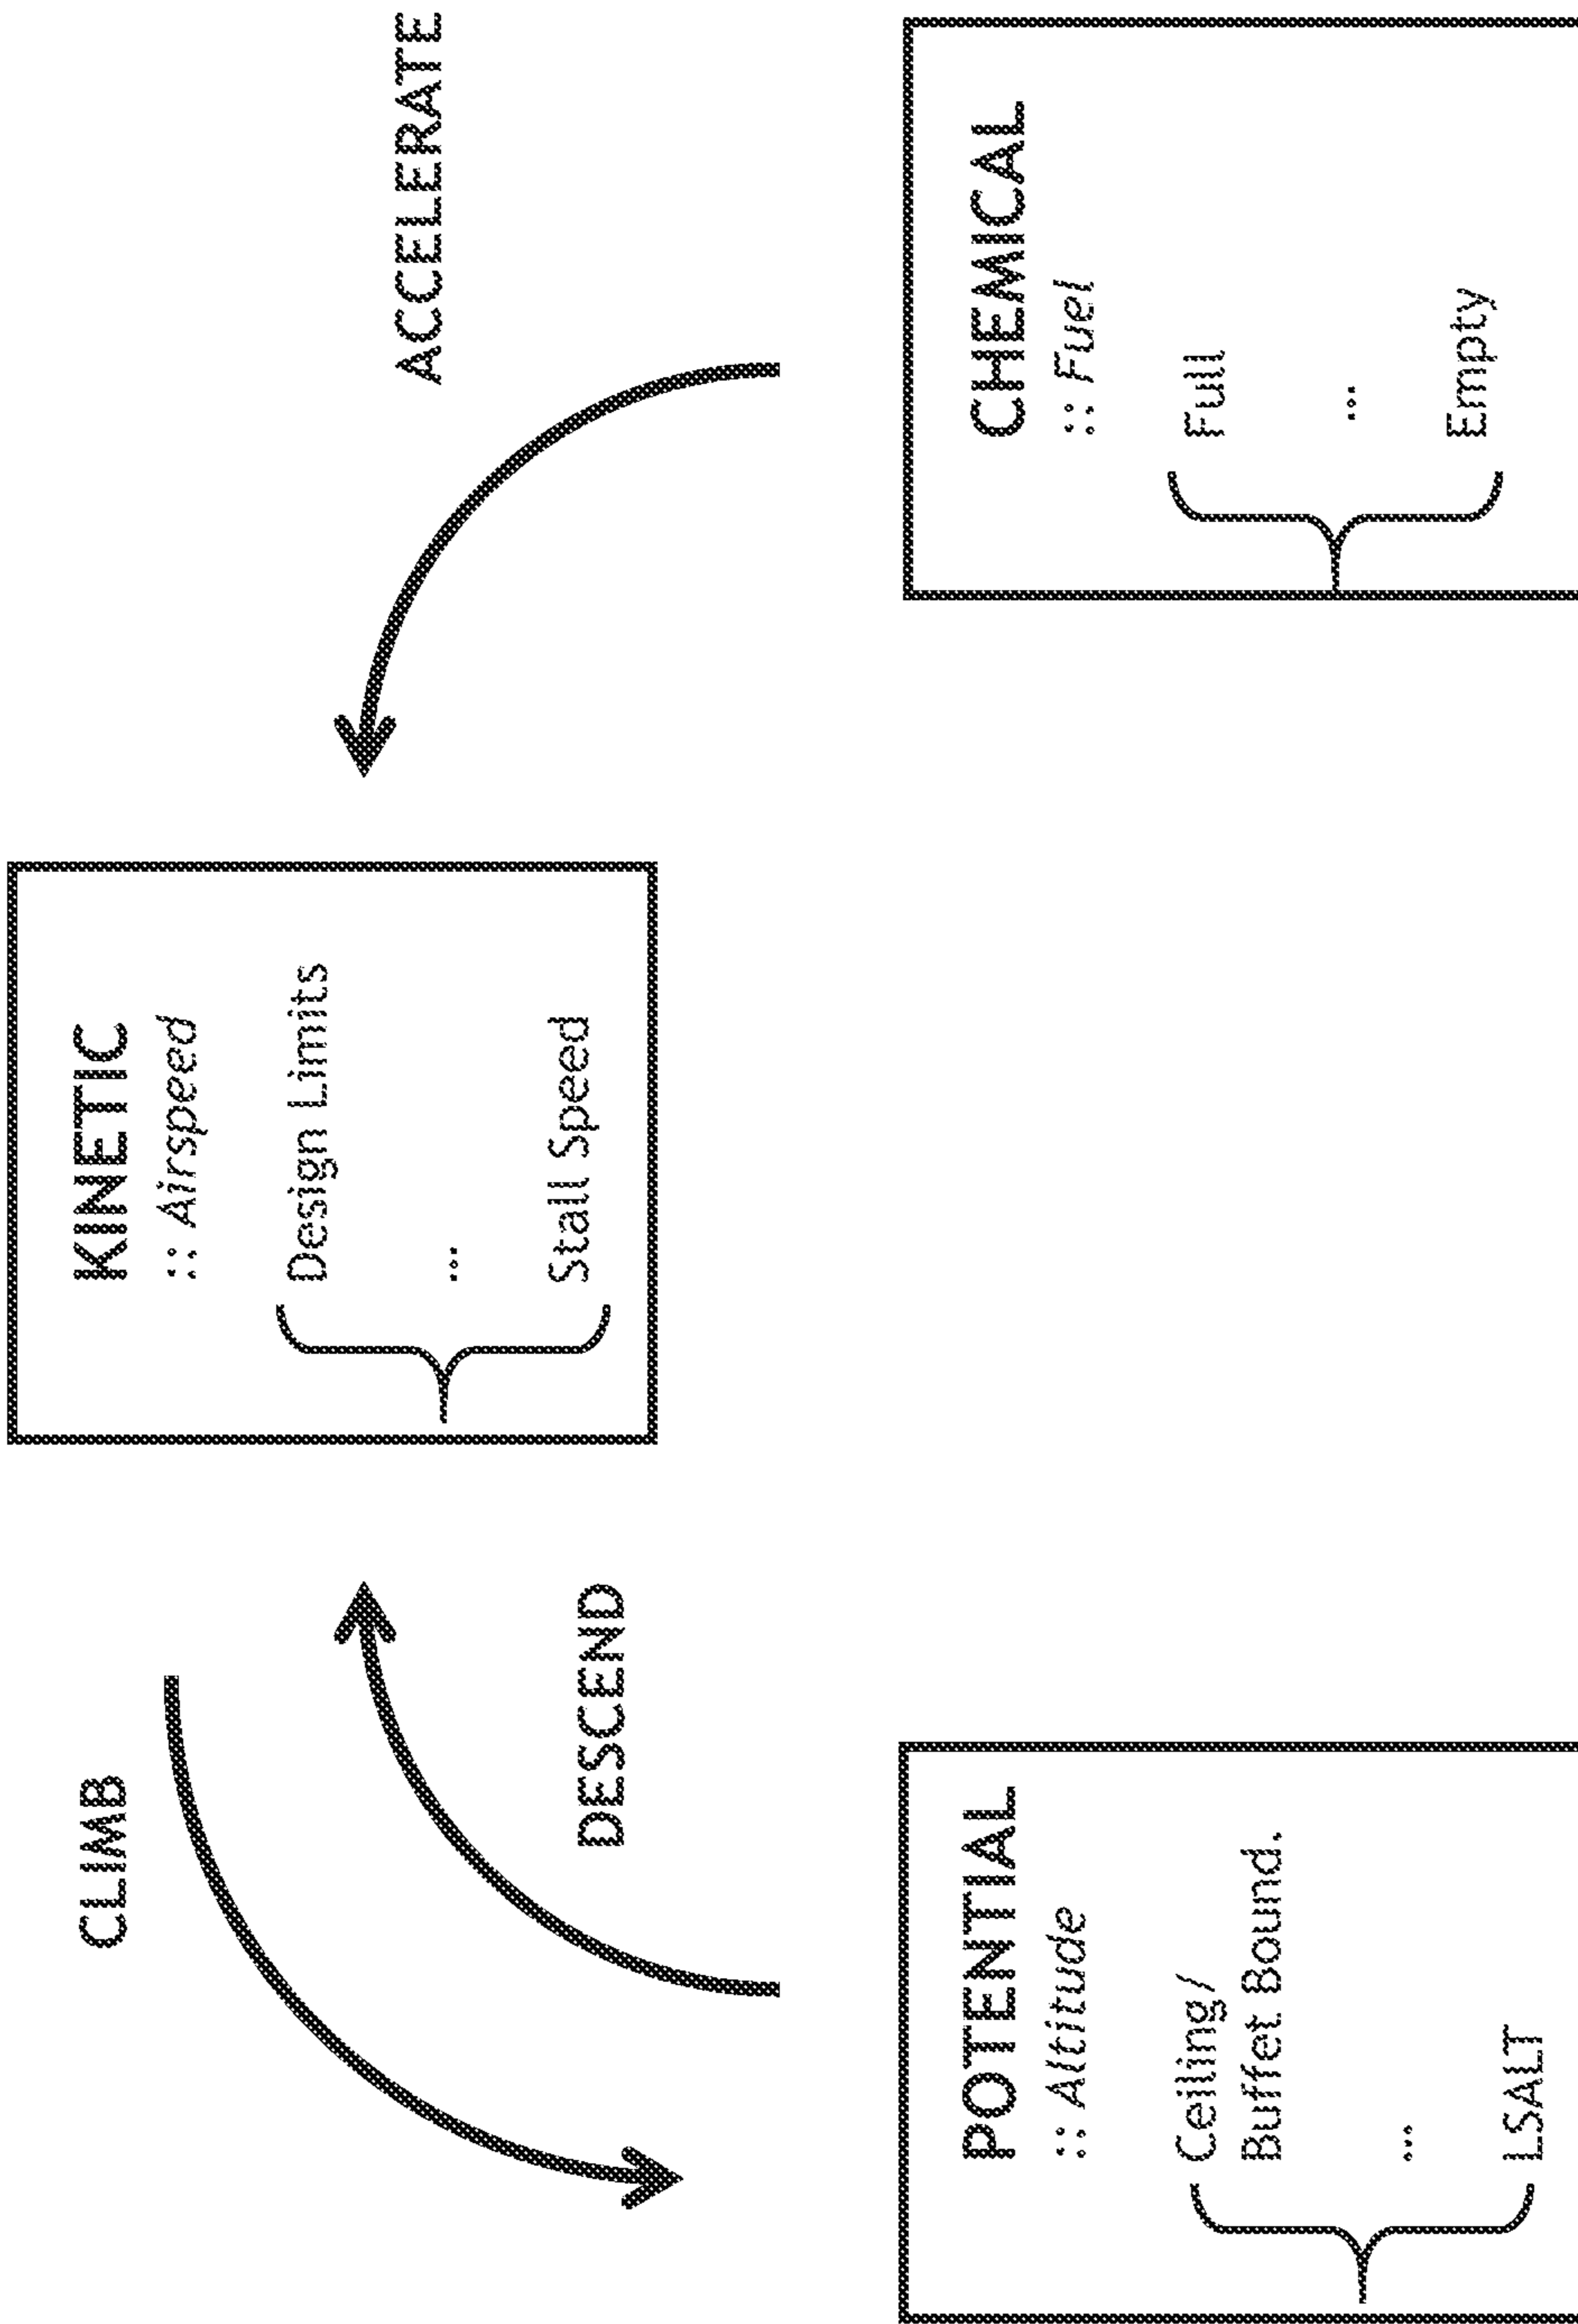 CLIMB
DESCEND
ACCELERATE
KINETIC
:: Airspeed
Design Limits
...
Stall Speed
POTENTIAL
:: Altitude
Ceiling/
Buffet Bound.
...
LSALT
CHEMICAL
:: Fuel
Full
...
Empty